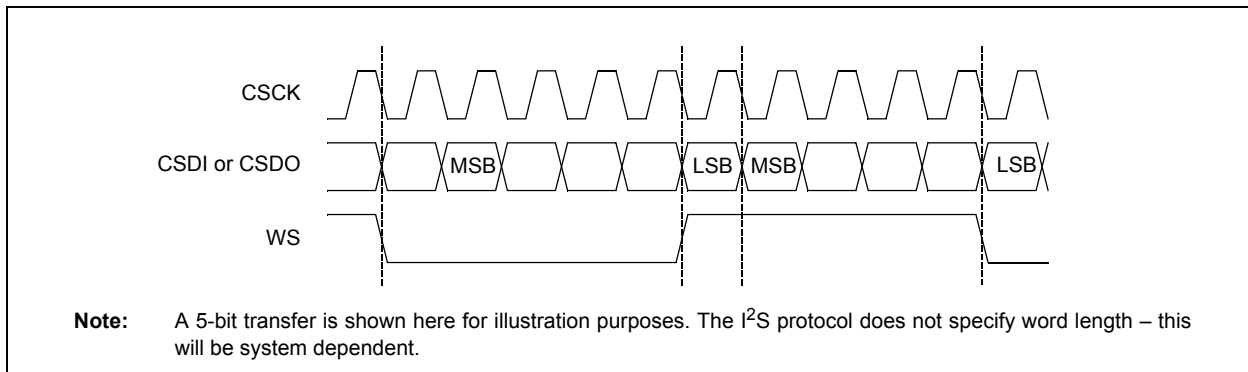 CSCK
CSDI or CSDO
MSB
LSB
MSB
LSB
WS
Note: A 5-bit transfer is shown here for illustration purposes. The I²S protocol does not specify word length – this
will be system dependent.